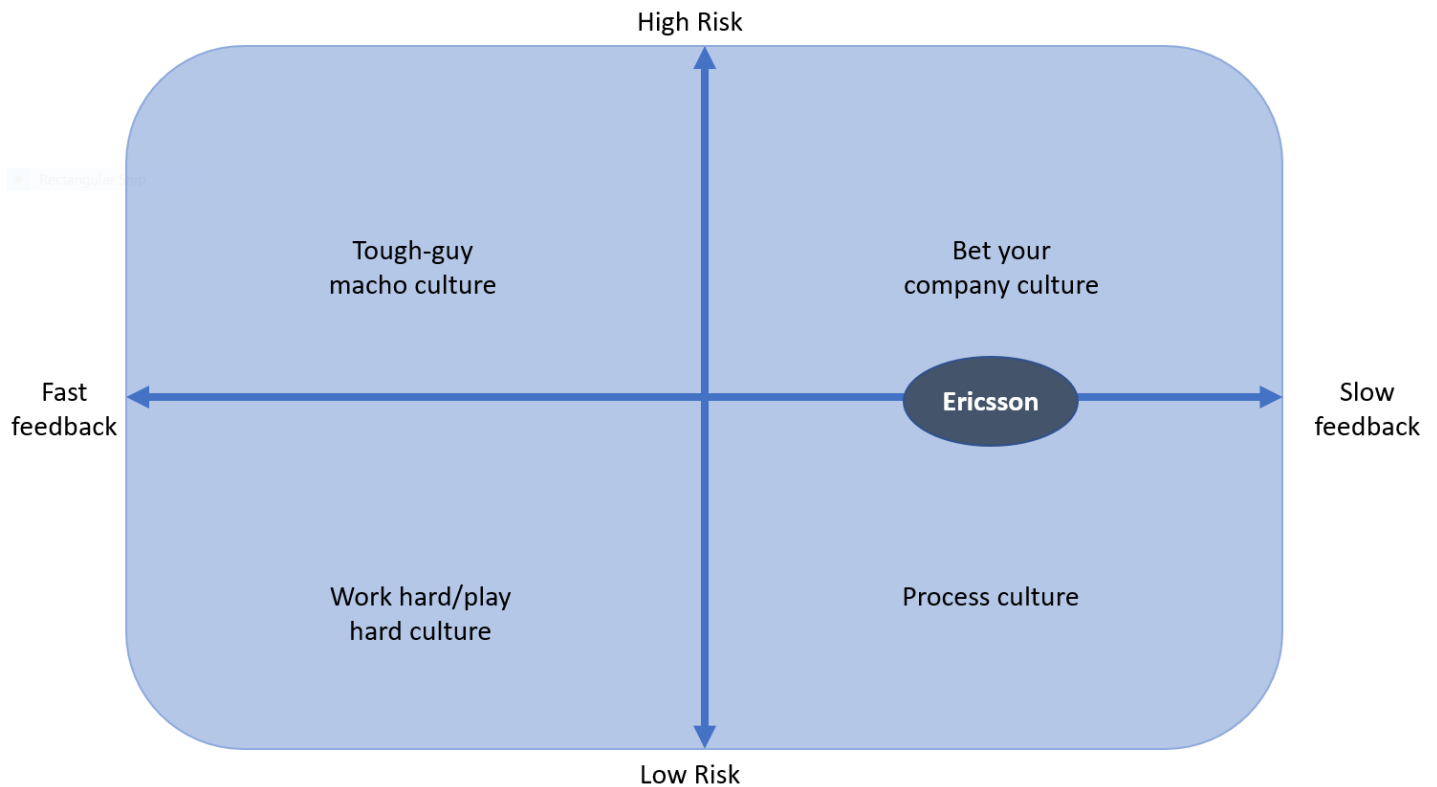 High Risk
Tough-guy
macho culture
Bet your
company culture
Fast
feedback
Ericsson
Slow
feedback
Work hard/play
hard culture
Process culture
Low Risk